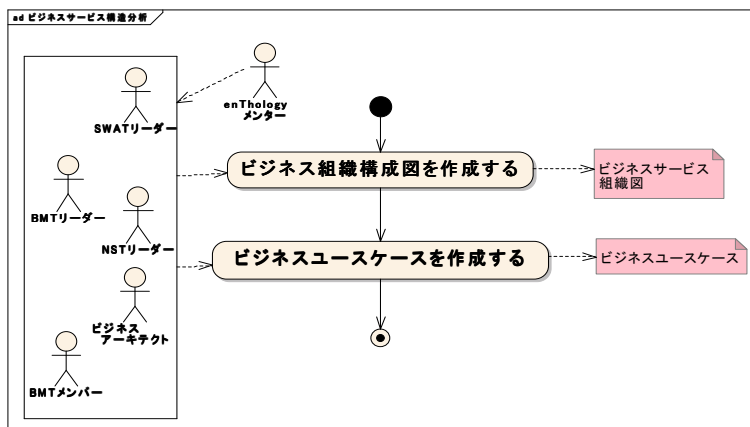 ad ビジネスサービス構造分析
enThology
メンター
SWATリーダー
BMTリーダー
NSTリーダー
ビジネス
アーキテクト
BMTメンバー
ビジネス組織構成図を作成する
ビジネスサービス
組織図
ビジネスユースケースを作成する
ビジネスユースケース